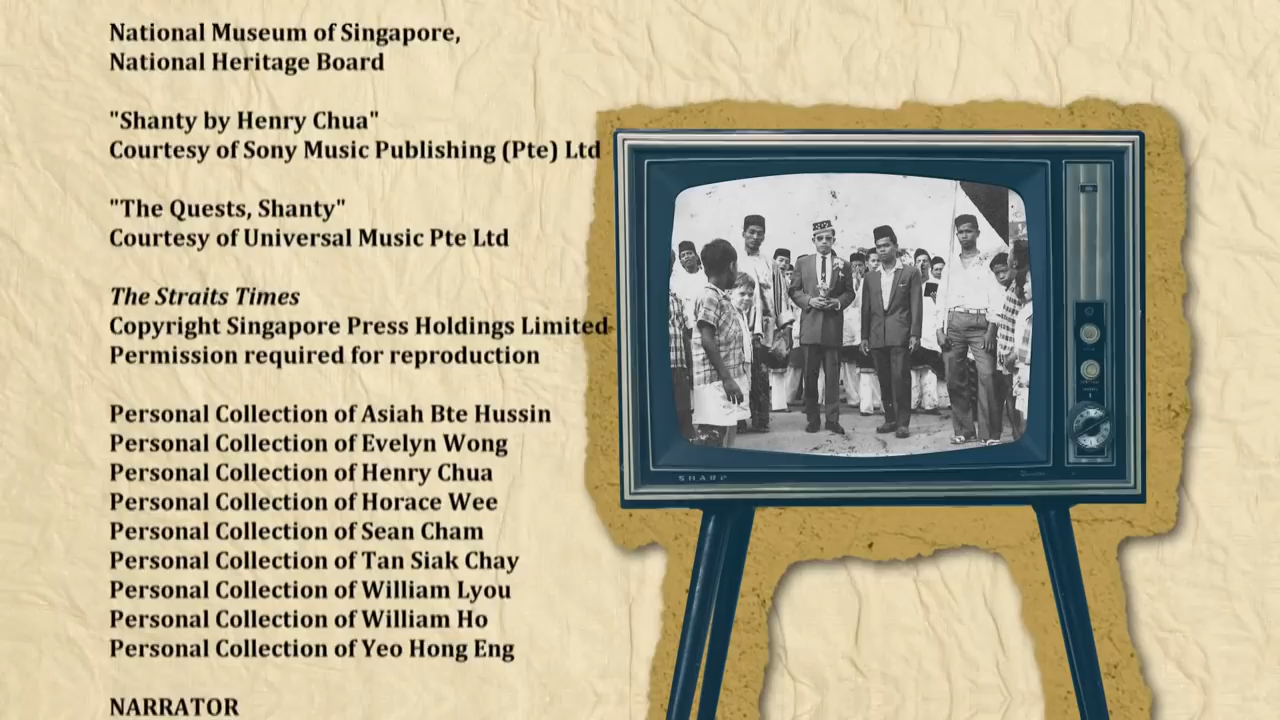 National Museum of Singapore,
National Heritage Board
"Shanty by Henry Chua"
Courtesy of Sony Music Publishing (Pte) Ltd
"The Quests, Shanty"
Courtesy of Universal Music Pte Ltd
The Straits Times
Copyright Singapore Press Holdings Limited
Permission required for reproduction
Personal Collection of Asiah Bte Hussin
Personal Collection of Evelyn Wong
Personal Collection of Henry Chua
Personal Collection of Horace Wee
Personal Collection of Sean Cham
Personal Collection of Tan Siak Chay
Personal Collection of William Lyou
Personal Collection of William Ho
Personal Collection of Yeo Hong Eng
NARRATOR
SHARP